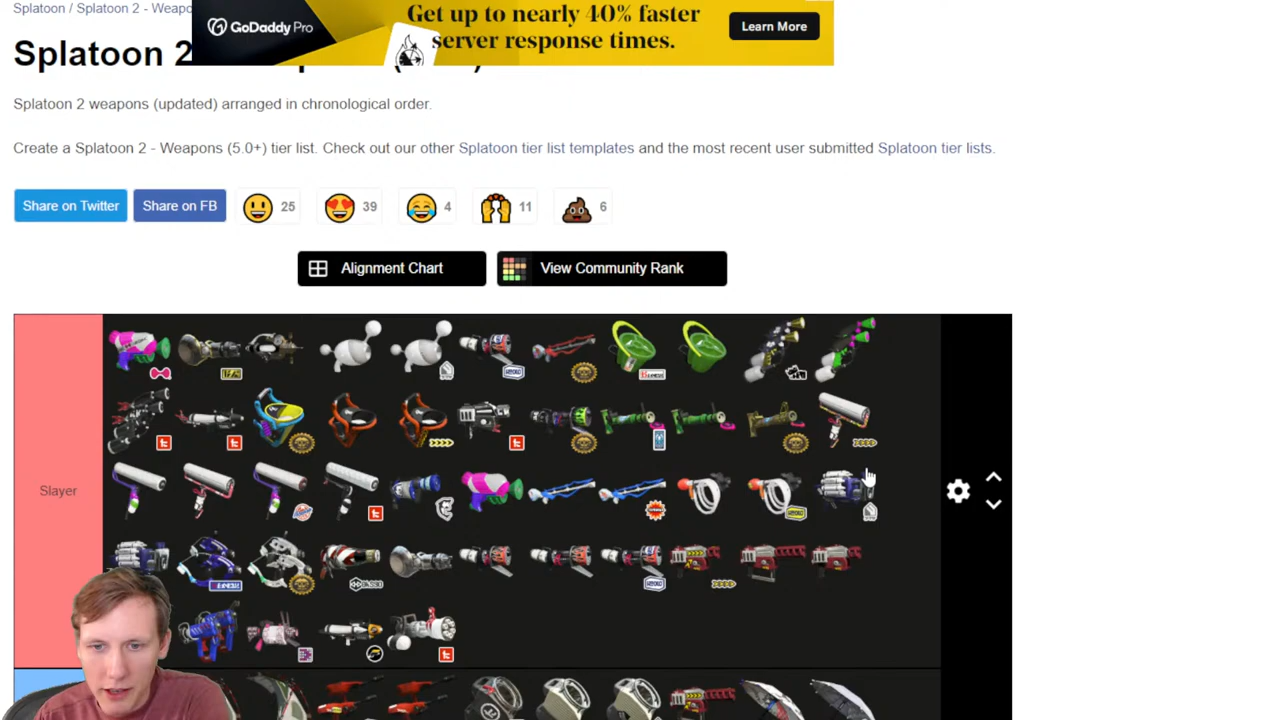 Splatoon / Splatoon 2 - Weapo
GoDaddy Pro
Get up to nearly 40% faster
server response times.
Learn More
Splatoon 2
Splatoon 2 weapons (updated) arranged in chronological order.
Create a Splatoon 2 - Weapons (5.0+) tier list. Check out our other Splatoon tier list templates and the most recent user submitted Splatoon tier lists.
Share on Twitter
Share on FB
25
39
4
11
6
Alignment Chart
View Community Rank
Slayer